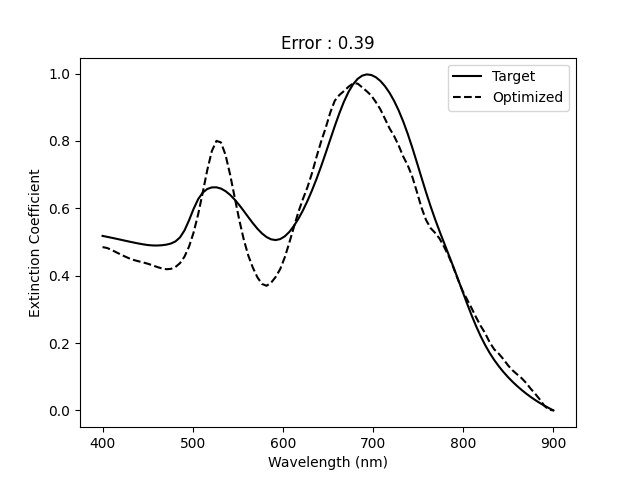 Error : 0.39
Target
Optimized
Extinction Coefficient
1.0
0.8
0.6
0.4
0.2
0.0
400 500 600 700 800 900
Wavelength (nm)